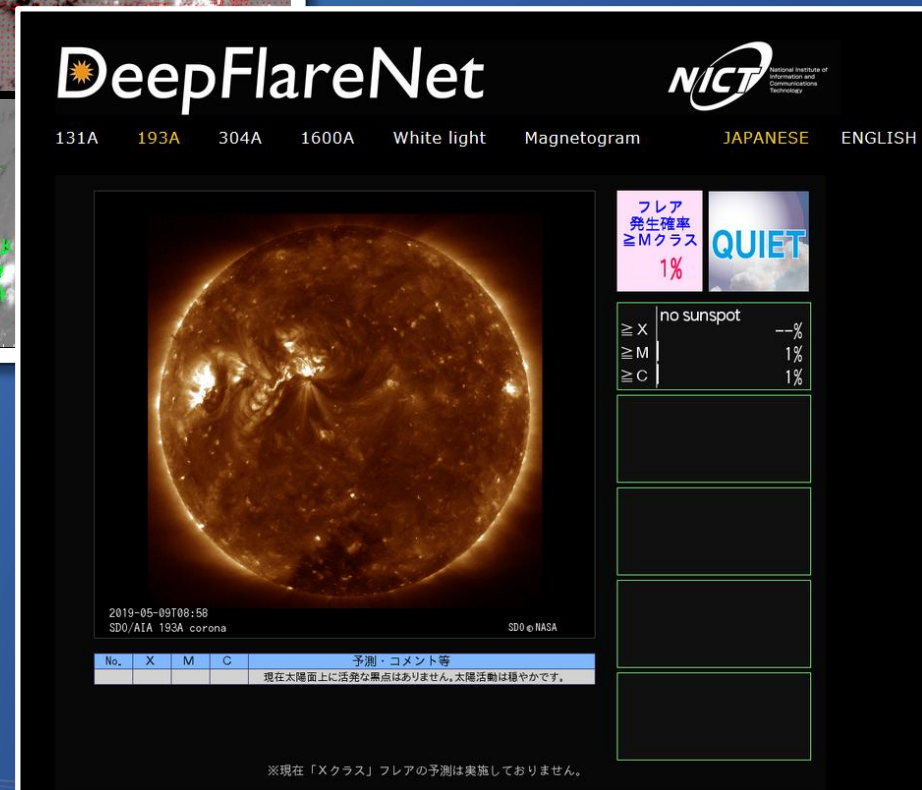 DeepFlareNet
NICT National Institute of
Information and
Communications
Technology
131A 193A 304A 1600A White light Magnetogram JAPANESE ENGLISH
フレア
発生確率
≧Mクラス
1%
QUIET
no sunspot
≧X --%
≧M 1%
≧C 1%
2019-05-09T08:58
SDO/AIA 193A corona
SDO © NASA
No. X M C 予測・コメント等
現在太陽面上に活発な黒点はありません。太陽活動は穏やかです。
※現在「Xクラス」フレアの予測は実施しておりません。